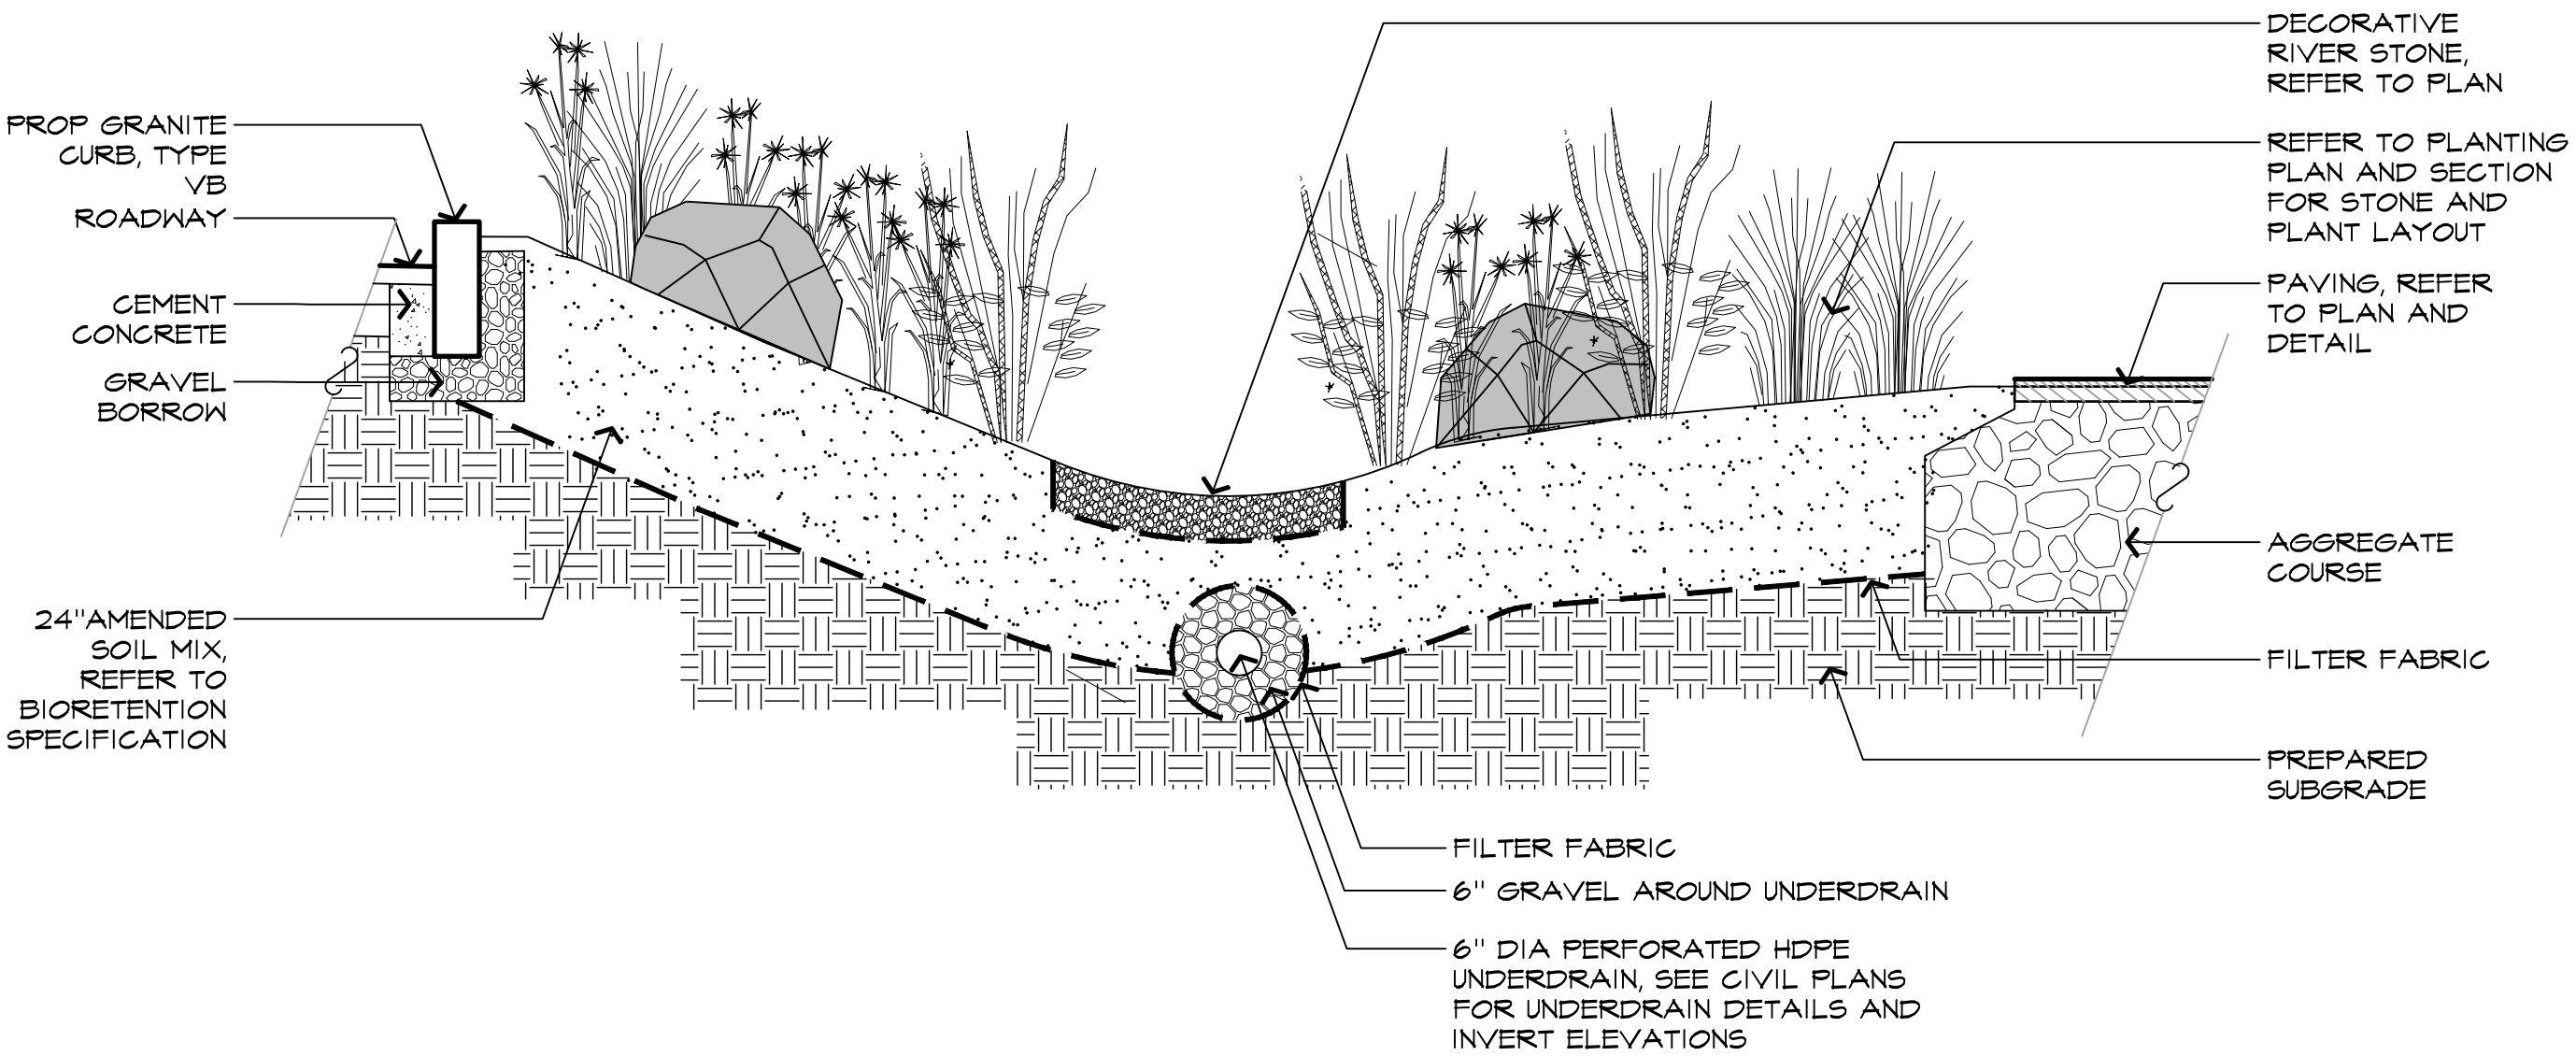 PROP GRANITE
CURB, TYPE
VB
ROADWAY
CEMENT
CONCRETE
GRAVEL
BORROW
24"AMENDED
SOIL MIX,
REFER TO
BIORETENTION
SPECIFICATION
DECORATIVE
RIVER STONE,
REFER TO PLAN
REFER TO PLANTING
PLAN AND SECTION
FOR STONE AND
PLANT LAYOUT
PAVING, REFER
TO PLAN AND
DETAIL
AGGREGATE
COURSE
FILTER FABRIC
PREPARED
SUBGRADE
FILTER FABRIC
6" GRAVEL AROUND UNDERDRAIN
6" DIA PERFORATED HDPE
UNDERDRAIN, SEE CIVIL PLANS
FOR UNDERDRAIN DETAILS AND
INVERT ELEVATIONS